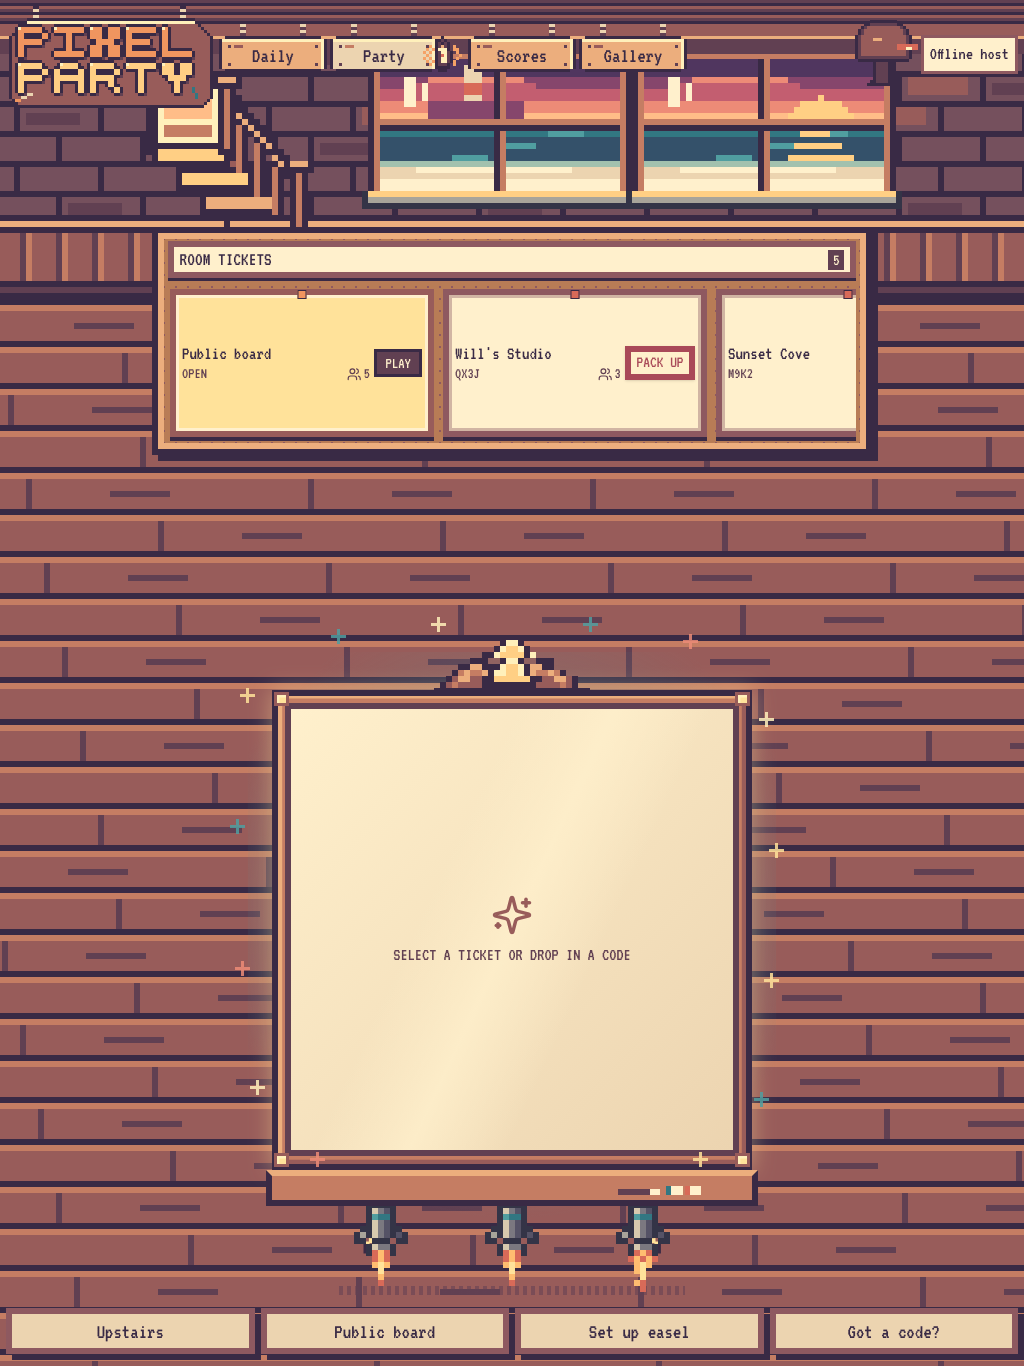 PIXEL
PARTY
Daily
Party
Scores
Gallery
Offline host
ROOM TICKETS
5
Public board
OPEN
5
PLAY
Will's Studio
QX3J
3
PACK UP
Sunset Cove
M9K2
SELECT A TICKET OR DROP IN A CODE
Upstairs
Public board
Set up easel
Got a code?